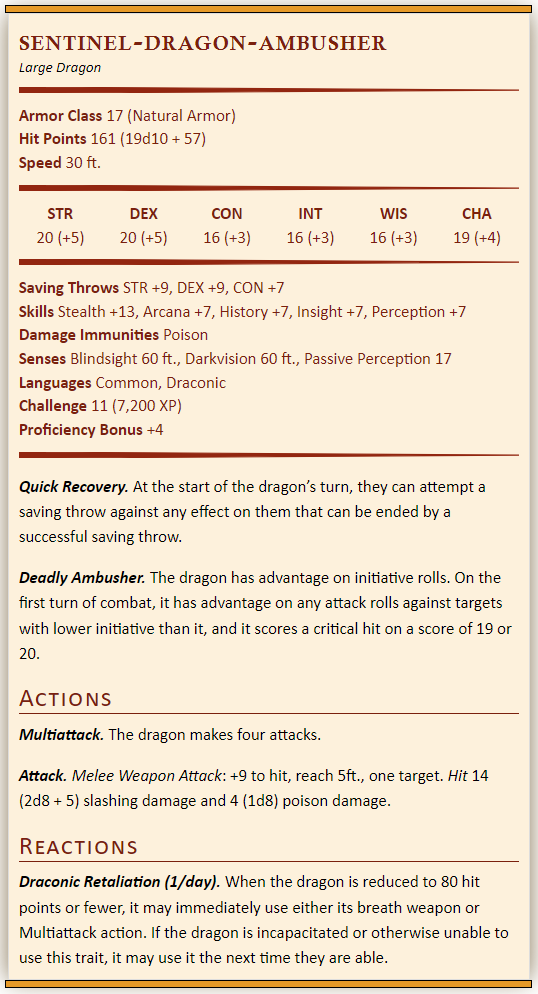 SENTINEL-DRAGON-AMBUSHER
Large Dragon
Armor Class 17 (Natural Armor)
Hit Points 161 (19d10 + 57)
Speed 30 ft.
STR DEX CON INT WIS CHA
20 (+5) 20 (+5) 16 (+3) 16 (+3) 16 (+3) 19 (+4)
Saving Throws STR +9, DEX +9, CON +7
Skills Stealth +13, Arcana +7, History +7, Insight +7, Perception +7
Damage Immunities Poison
Senses Blindsight 60 ft., Darkvision 60 ft., Passive Perception 17
Languages Common, Draconic
Challenge 11 (7,200 XP)
Proficiency Bonus +4
Quick Recovery. At the start of the dragon’s turn, they can attempt a
saving throw against any effect on them that can be ended by a
successful saving throw.
Deadly Ambusher. The dragon has advantage on initiative rolls. On the
first turn of combat, it has advantage on any attack rolls against targets
with lower initiative than it, and it scores a critical hit on a score of 19 or
20.
ACTIONS
Multiattack. The dragon makes four attacks.
Attack. Melee Weapon Attack: +9 to hit, reach 5ft., one target. Hit 14
(2d8 + 5) slashing damage and 4 (1d8) poison damage.
REACTIONS
Draconic Retaliation (1/day). When the dragon is reduced to 80 hit
points or fewer, it may immediately use either its breath weapon or
Multiattack action. If the dragon is incapacitated or otherwise unable to
use this trait, it may use it the next time they are able.